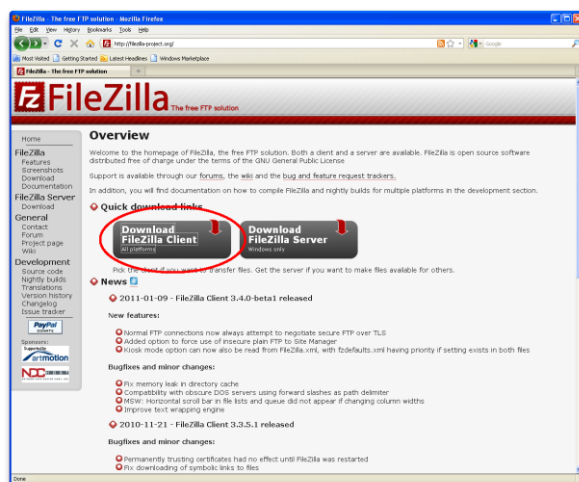 FileZilla - The free FTP solution - Mozilla Firefox
File Edit View History Bookmarks Tools Help
http://filezilla-project.org/
Google
Most Visited Getting Started Latest Headlines Windows Marketplace
FileZilla - The free FTP solution
FileZilla The free FTP solution
Home
FileZilla
Features
Screenshots
Download
Documentation
FileZilla Server
Download
General
Contact
Forum
Project page
Wiki
Development
Source code
Nightly builds
Translations
Version history
Changelog
Issue tracker
PayPal
DONATE
Sponsors:
Supported by
artmotion
NDC
Overview
Welcome to the homepage of FileZilla, the free FTP solution. Both a client and a server are available. FileZilla is open source software
distributed free of charge under the terms of the GNU General Public License
Support is available through our forums, the wiki and the bug and feature request trackers.
In addition, you will find documentation on how to compile FileZilla and nightly builds for multiple platforms in the development section.
Quick download links
Download
FileZilla Client
All platforms
Download
FileZilla Server
Windows only
Pick the client if you want to transfer files. Get the server if you want to make files available for others.
News
2011-01-09 - FileZilla Client 3.4.0-beta1 released
New features:
Normal FTP connections now always attempt to negotiate secure FTP over TLS
Added option to force use of insecure plain FTP to Site Manager
Kiosk mode option can now also be read from FileZilla.xml, with fzdefaults.xml having priority if setting exists in both files
Bugfixes and minor changes:
Fix memory leak in directory cache
Compatibility with obscure DOS servers using forward slashes as path delimiter
MSW: Horizontal scroll bar in file lists and queue did not appear if changing column widths
Improve text wrapping engine
2010-11-21 - FileZilla Client 3.3.5.1 released
Bugfixes and minor changes:
Permanently trusting certificates had no effect until FileZilla was restarted
Fix downloading of symbolic links to files
Done